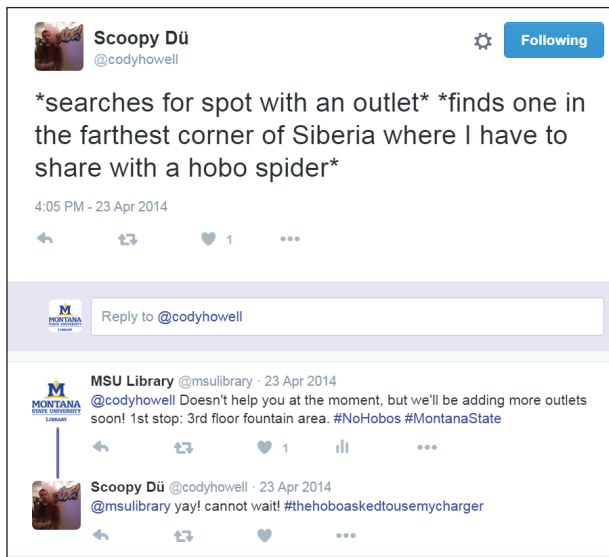 Scoopy Dü
@codyhowell
Following
*searches for spot with an outlet* *finds one in
the farthest corner of Siberia where I have to
share with a hobo spider*
4:05 PM - 23 Apr 2014
1
MONTANA
STATE UNIVERSITY
LIBRARY
Reply to @codyhowell
M
MONTANA
STATE UNIVERSITY
LIBRARY
MSU Library @msulibrary · 23 Apr 2014
@codyhowell Doesn't help you at the moment, but we'll be adding more outlets
soon! 1st stop: 3rd floor fountain area. #NoHobos #MontanaState
1
Scoopy Dü @codyhowell · 23 Apr 2014
@msulibrary yay! cannot wait! #thehoboaskedtousemycharger